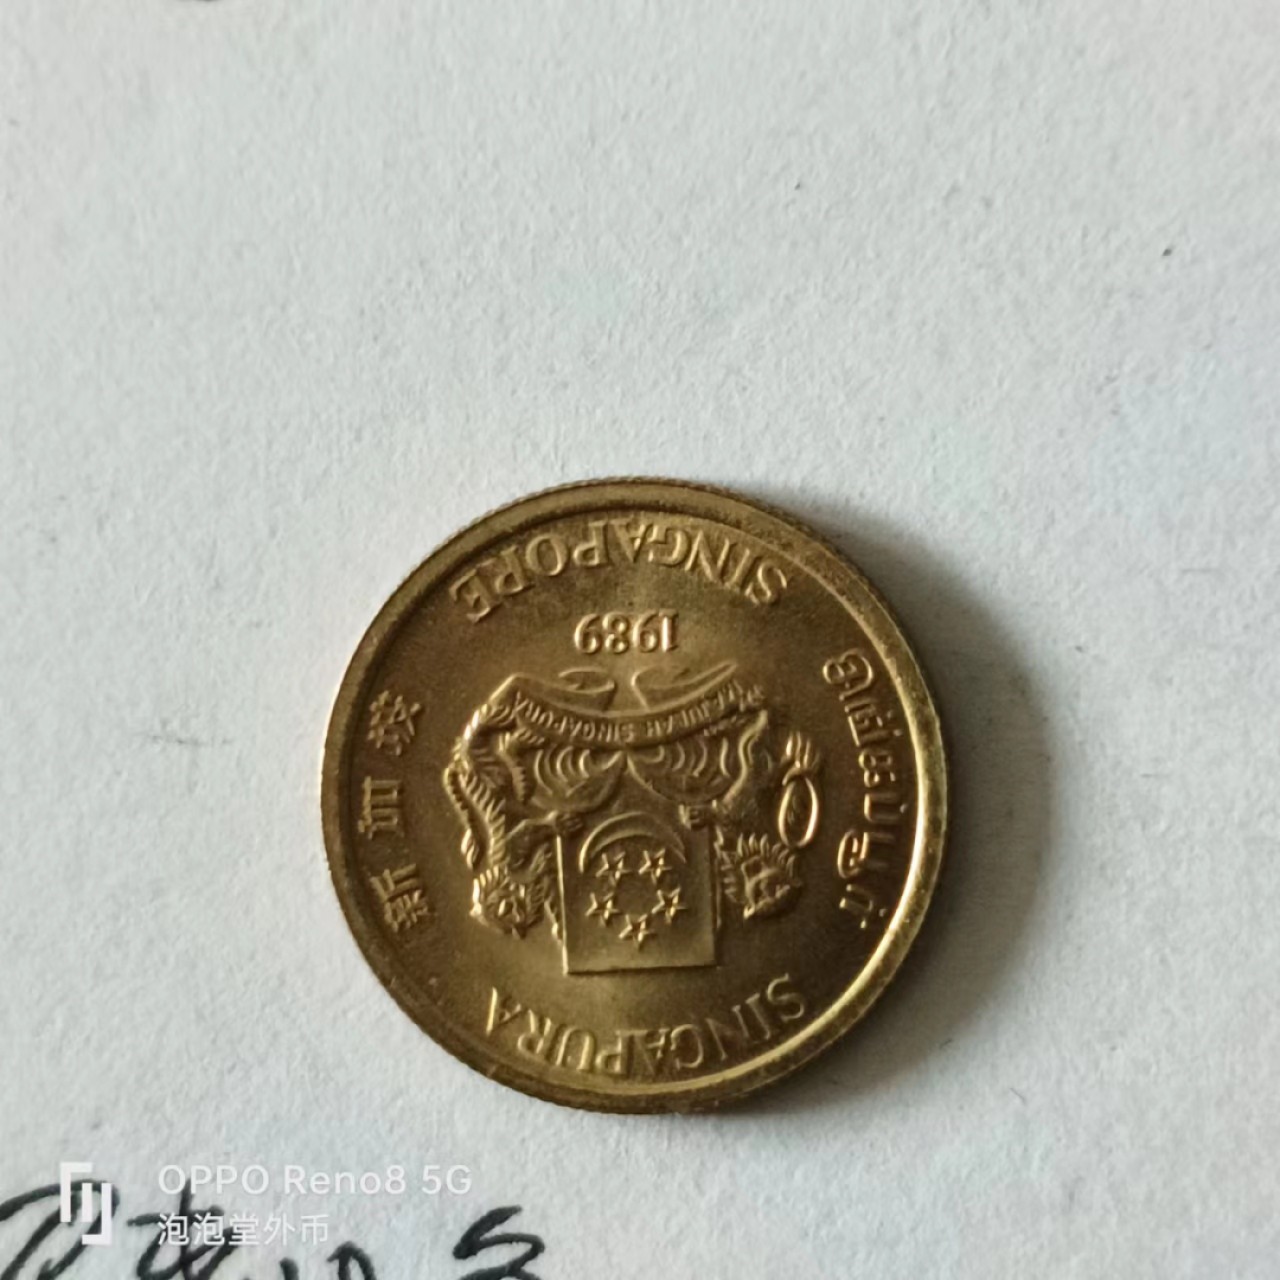 SINGAPORE
1989
MAJULAH SINGAPURA
新加坡
சிங்கப்பூர்
SINGAPURA
OPPO Reno8 5G
泡泡堂外币